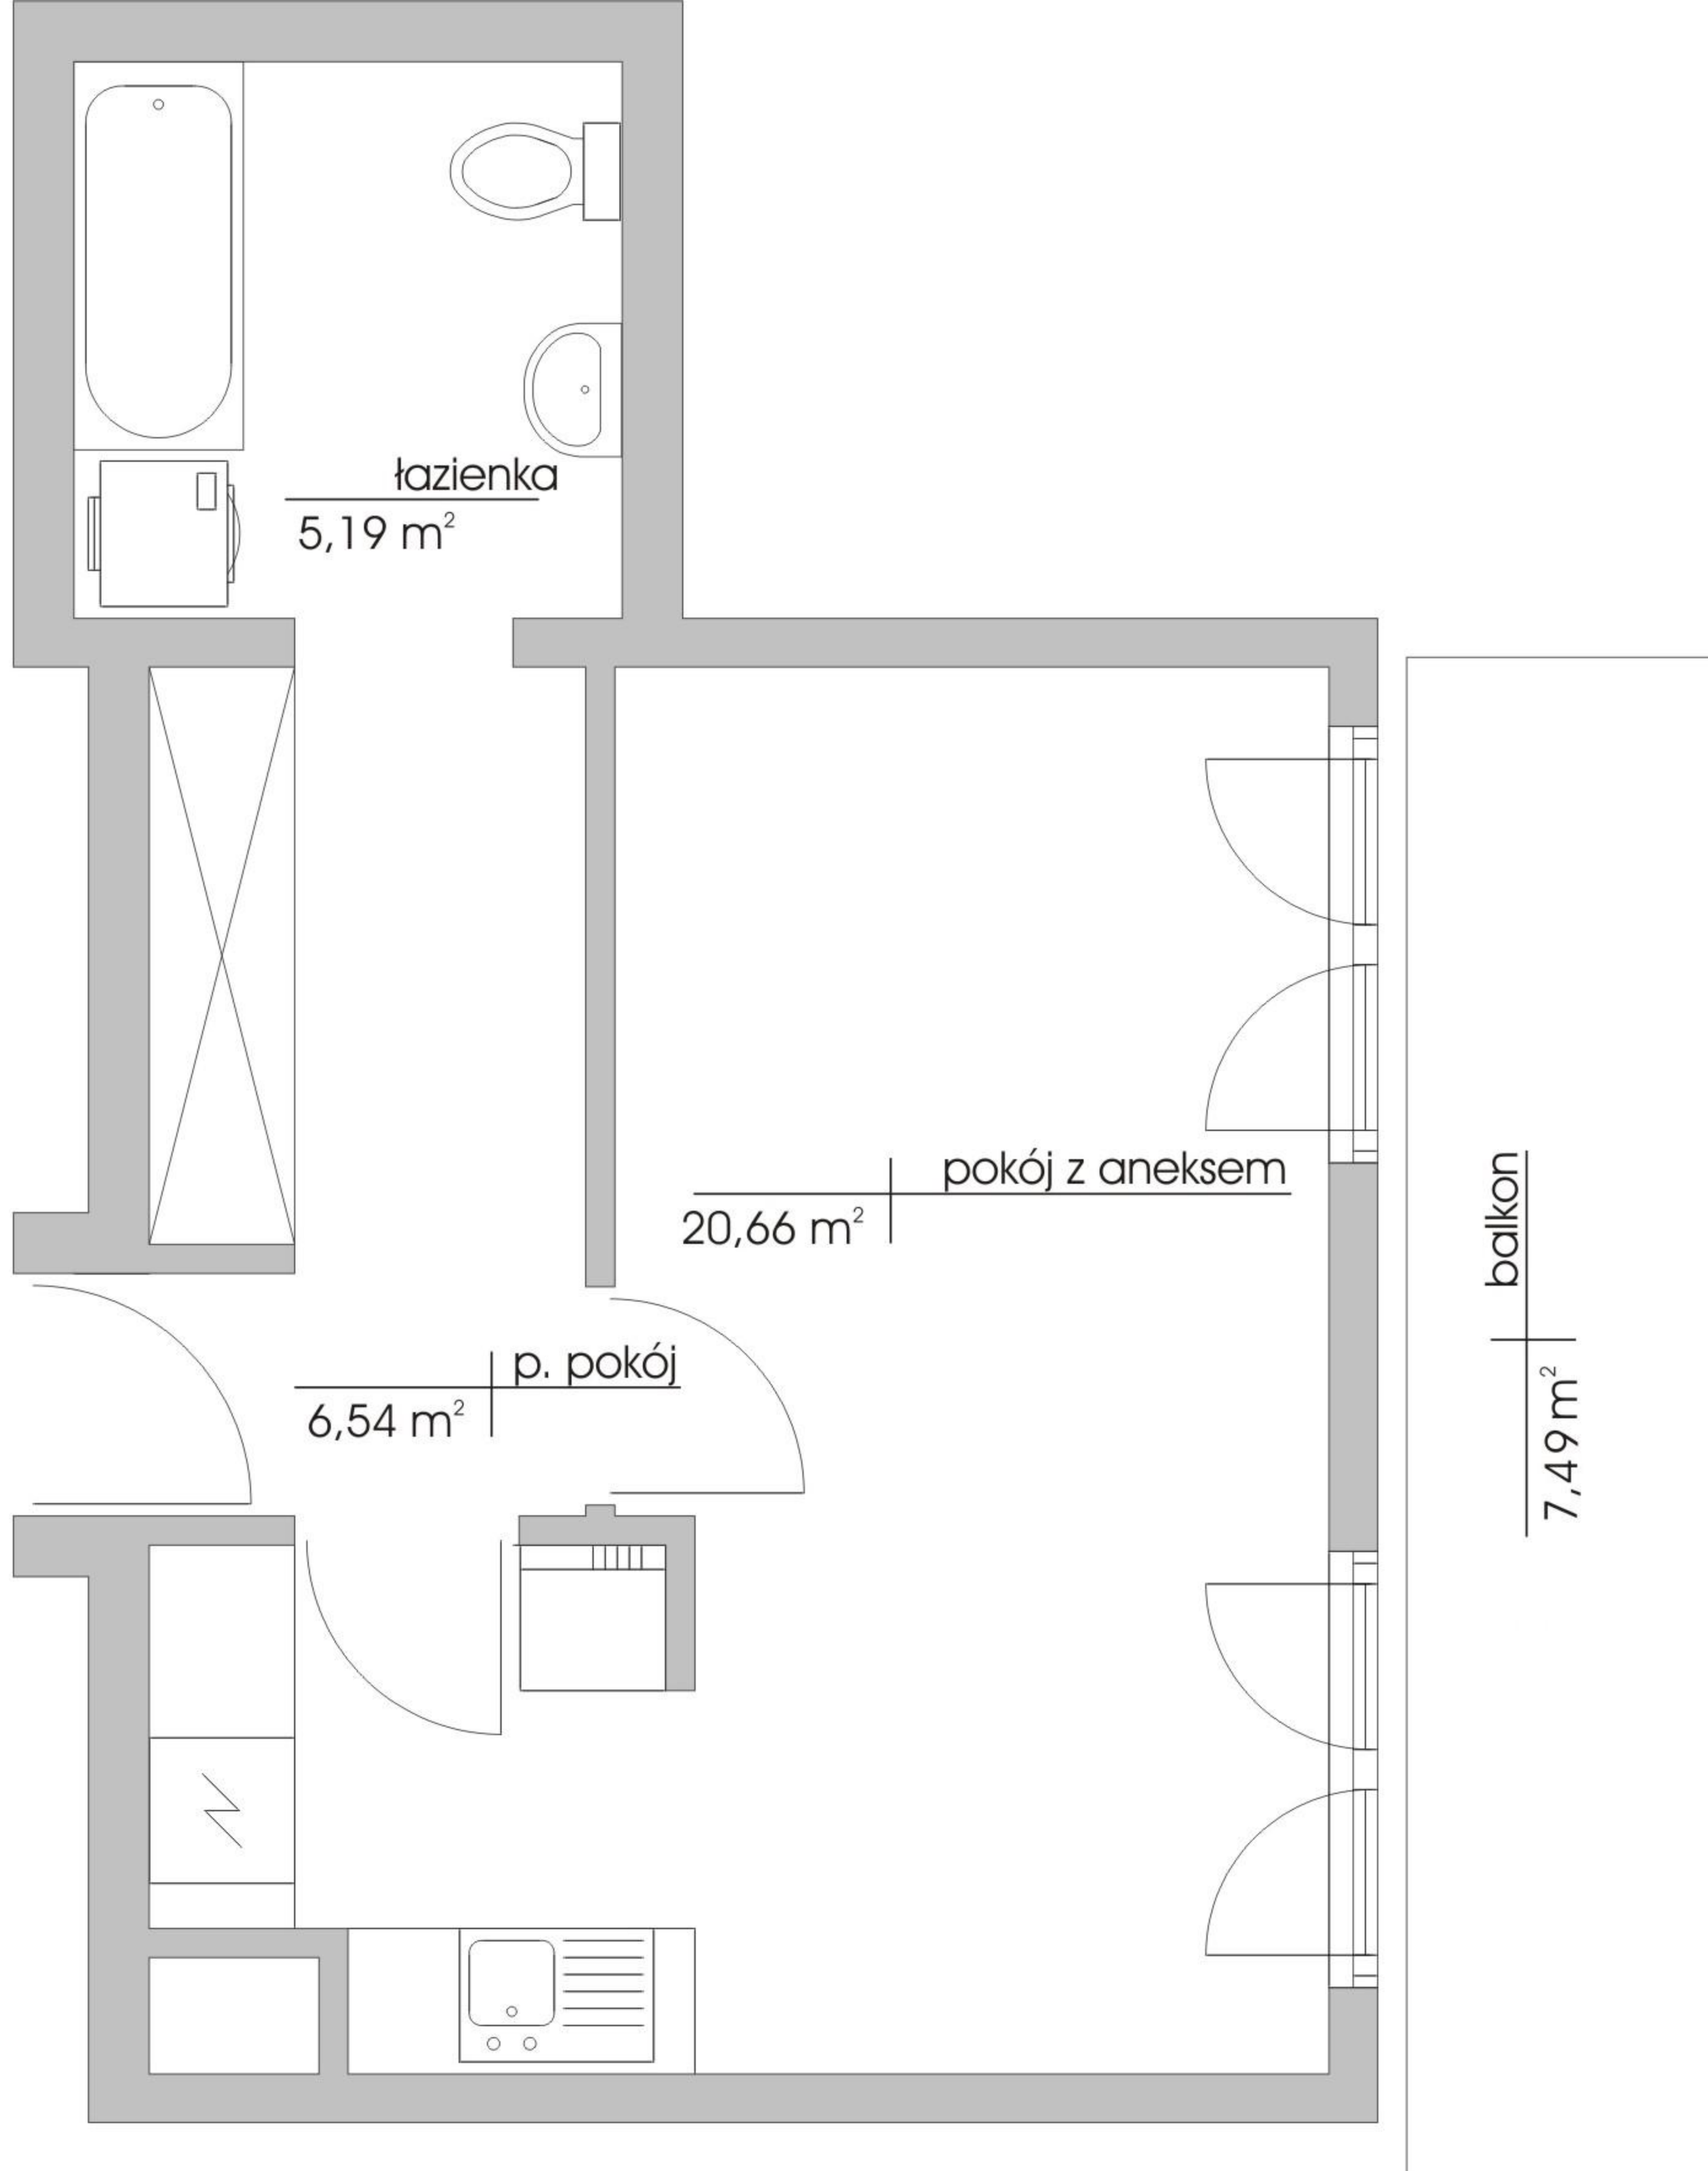 łazienka
5,19 m²
pokój z aneksem
20,66 m²
balkon
7,49 m²
p. pokój
6,54 m²